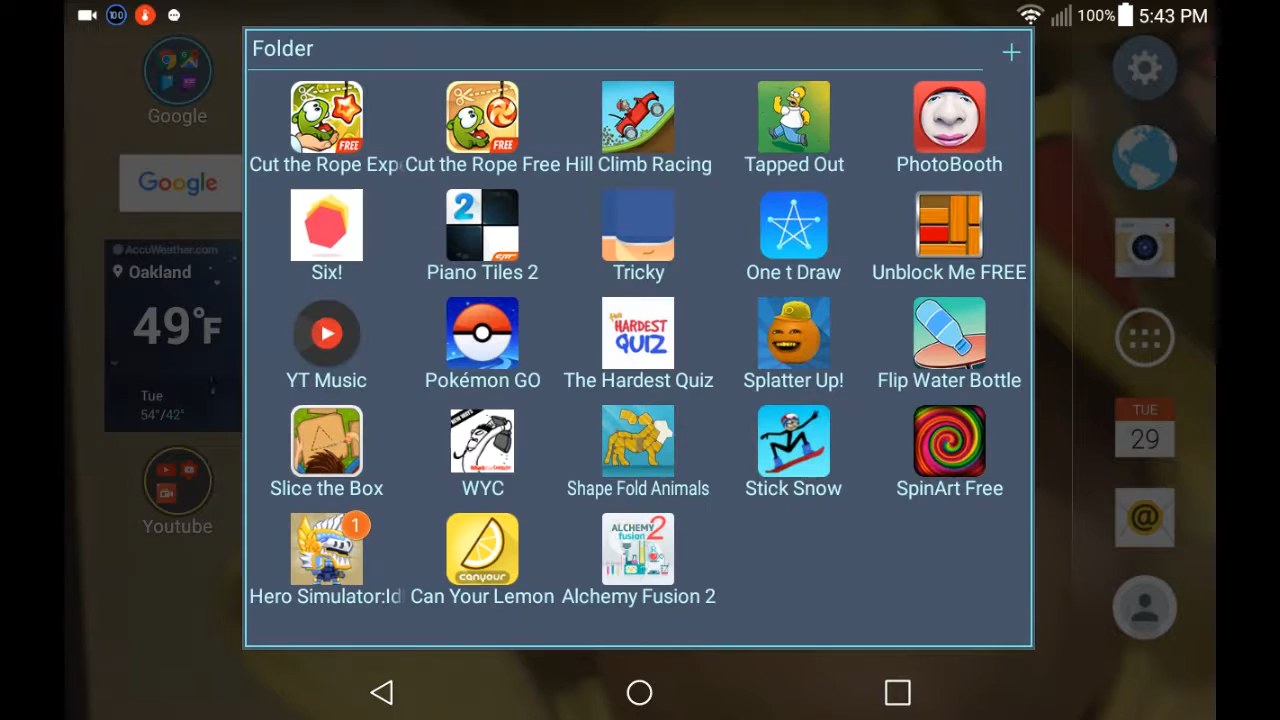 100
100%
5:43 PM
Folder
+
Google
Google
AccuWeather.com
Oakland
49°F
Tue
54°/42°
Youtube
FREE
FREE
Cut the Rope Exp
Cut the Rope Free
Hill Climb Racing
Tapped Out
PhotoBooth
2
Six!
Piano Tiles 2
Tricky
One t Draw
Unblock Me FREE
HARDEST
QUIZ
YT Music
Pokémon GO
The Hardest Quiz
Splatter Up!
Flip Water Bottle
Slice the Box
WYC
Shape Fold Animals
Stick Snow
SpinArt Free
1
canyour
ALCHEMY
fusion 2
Hero Simulator:Id
Can Your Lemon
Alchemy Fusion 2
TUE
29
@